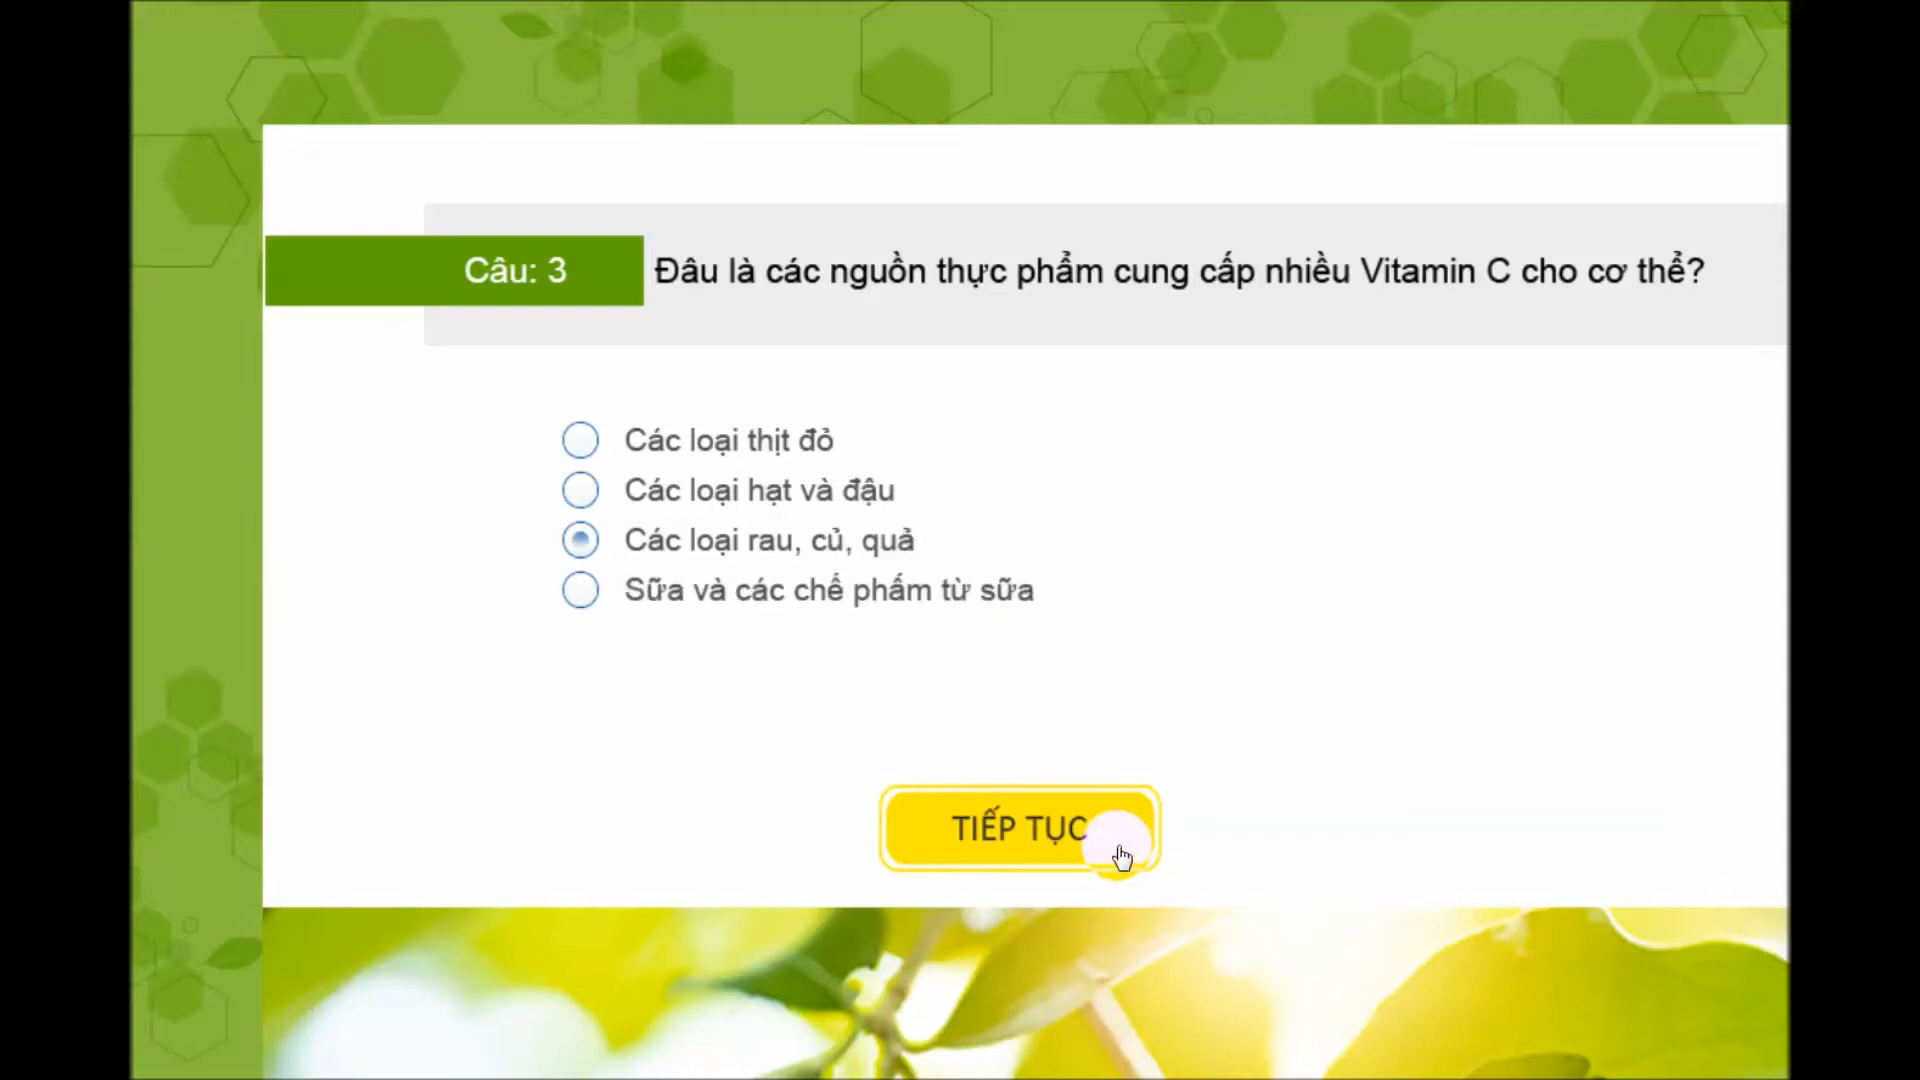 Câu: 3
Đâu là các nguồn thực phẩm cung cấp nhiều Vitamin C cho cơ thể?
Các loại thịt đỏ
Các loại hạt và đậu
Các loại rau, củ, quả
Sữa và các chế phẩm từ sữa
TIẾP TỤC